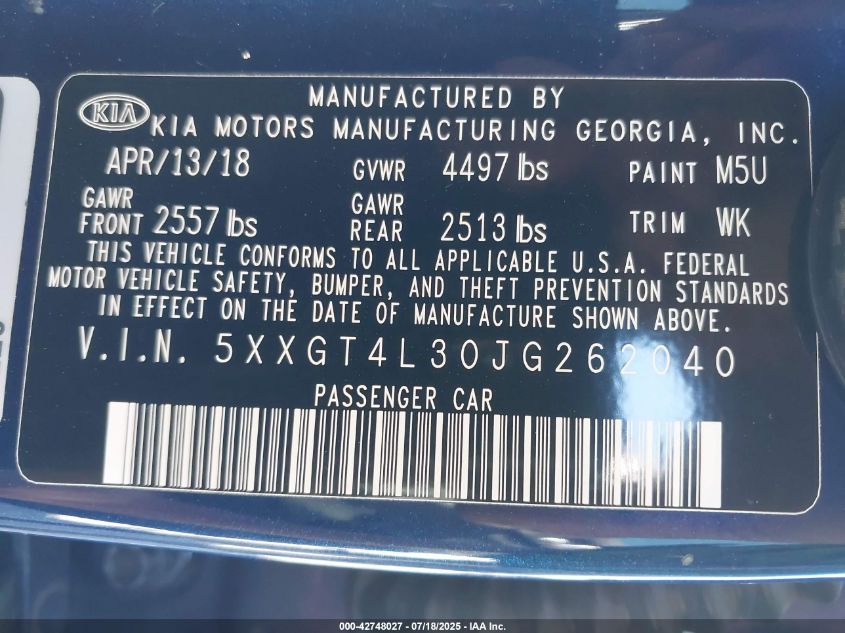 MANUFACTURED BY
KIA KIA MOTORS MANUFACTURING GEORGIA, INC.
APR/13/18 GVWR 4497 lbs PAINT M5U
GAWR FRONT 2557 lbs GAWR REAR 2513 lbs TRIM WK
THIS VEHICLE CONFORMS TO ALL APPLICABLE U.S.A. FEDERAL
MOTOR VEHICLE SAFETY, BUMPER, AND THEFT PREVENTION STANDARDS
IN EFFECT ON THE DATE OF MANUFACTURE SHOWN ABOVE.
V.I.N. 5XXGT4L30JG262040
PASSENGER CAR
000-42748027 - 07/18/2025 - IAA Inc.